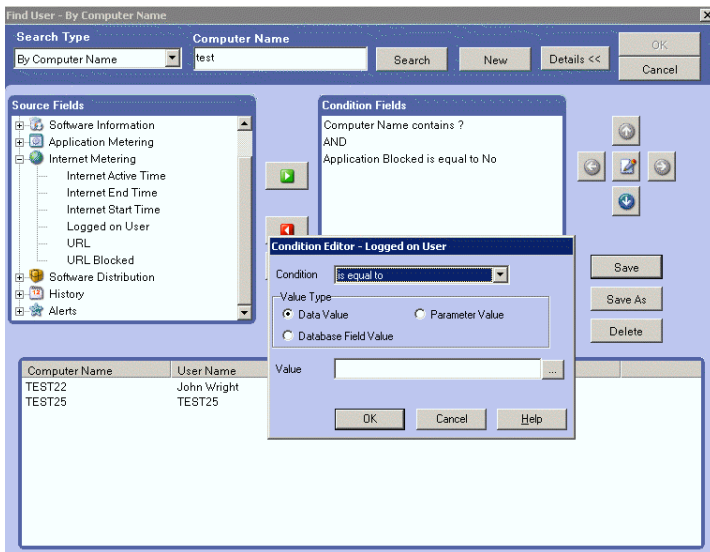 Find User - By Computer Name
Search Type
Computer Name
By Computer Name
test
Search
New
Details <<
OK
Cancel
Source Fields
Software Information
Application Metering
Internet Metering
Internet Active Time
Internet End Time
Internet Start Time
Logged on User
URL
URL Blocked
Software Distribution
History
Alerts
Condition Fields
Computer Name contains ?
AND
Application Blocked is equal to No
Save
Save As
Delete
Condition Editor - Logged on User
Condition
is equal to
Value Type
Data Value
Parameter Value
Database Field Value
Value
...
OK
Cancel
Help
Computer Name User Name
TEST22 John Wright
TEST25 TEST25